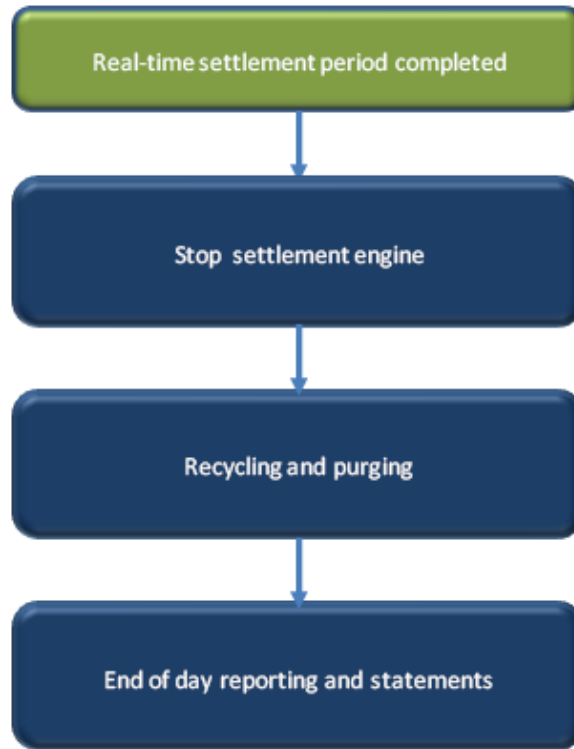 Real-time settlement period completed
Stop settlement engine
Recycling and purging
End of day reporting and statements